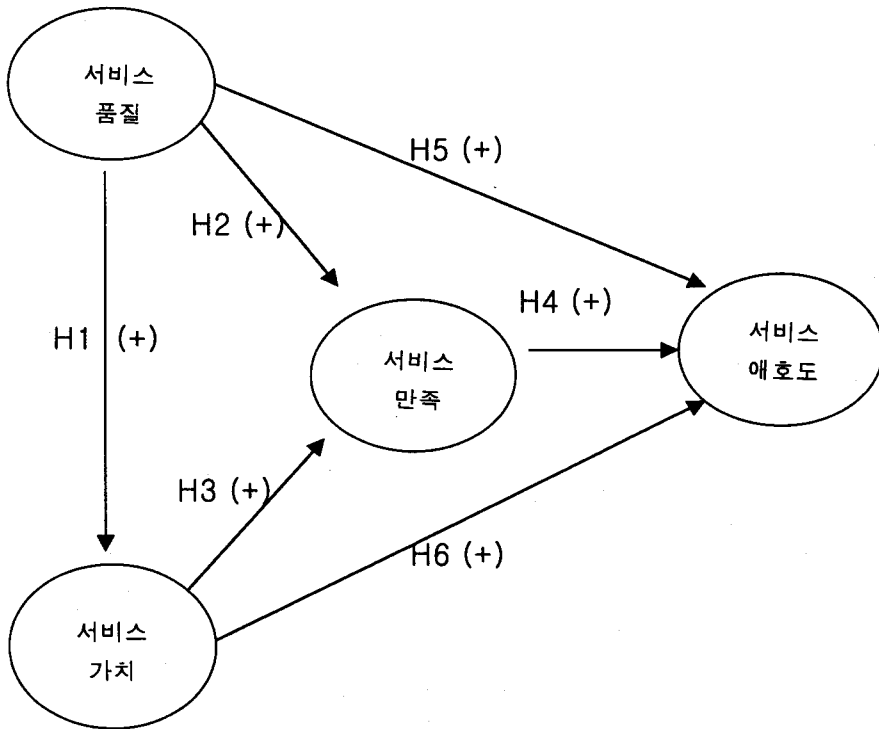 서비스
품질
H5 (+)
H2 (+)
H4 (+)
H1 (+)
서비스
애호도
서비스
만족
H3 (+)
H6 (+)
서비스
가치